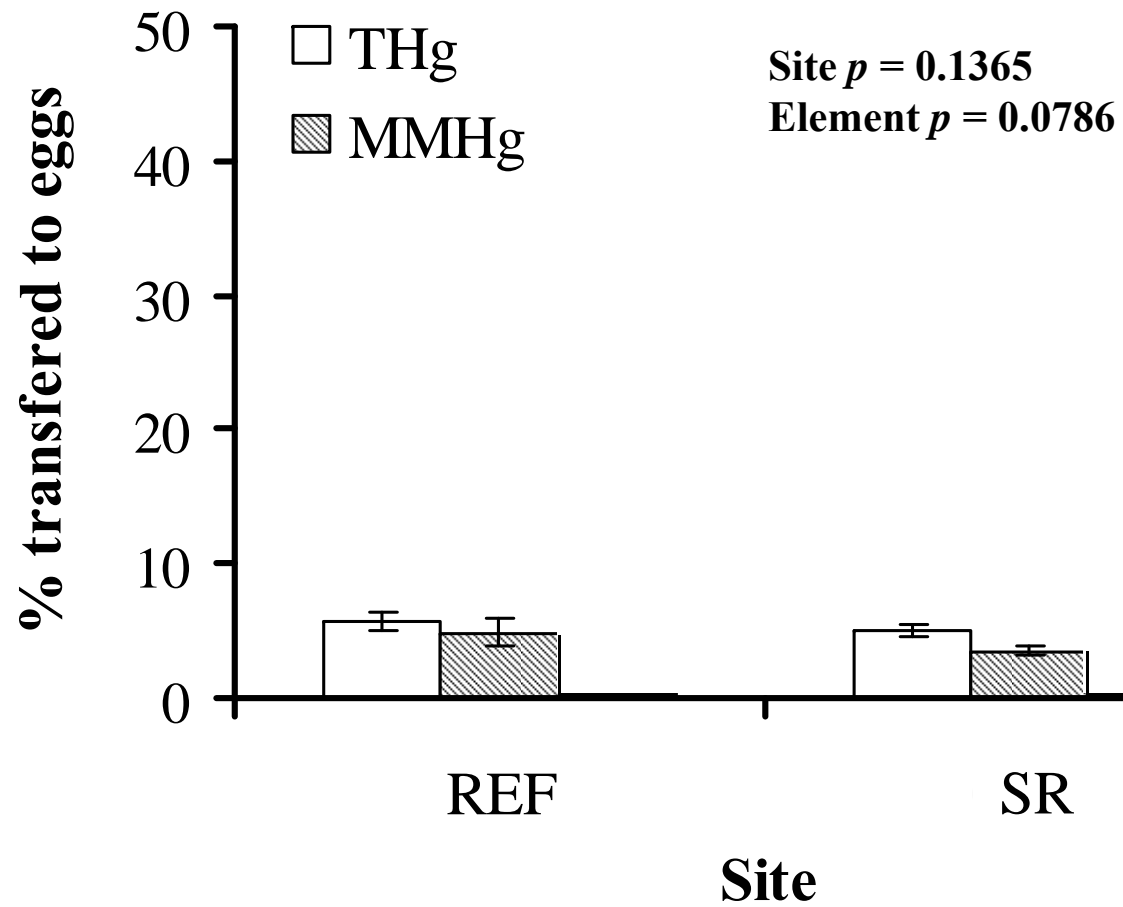 50
THg
Site p = 0.1365
Element p = 0.0786
MMHg
40
30
20
10
0
% transfered to eggs
REF
SR
Site